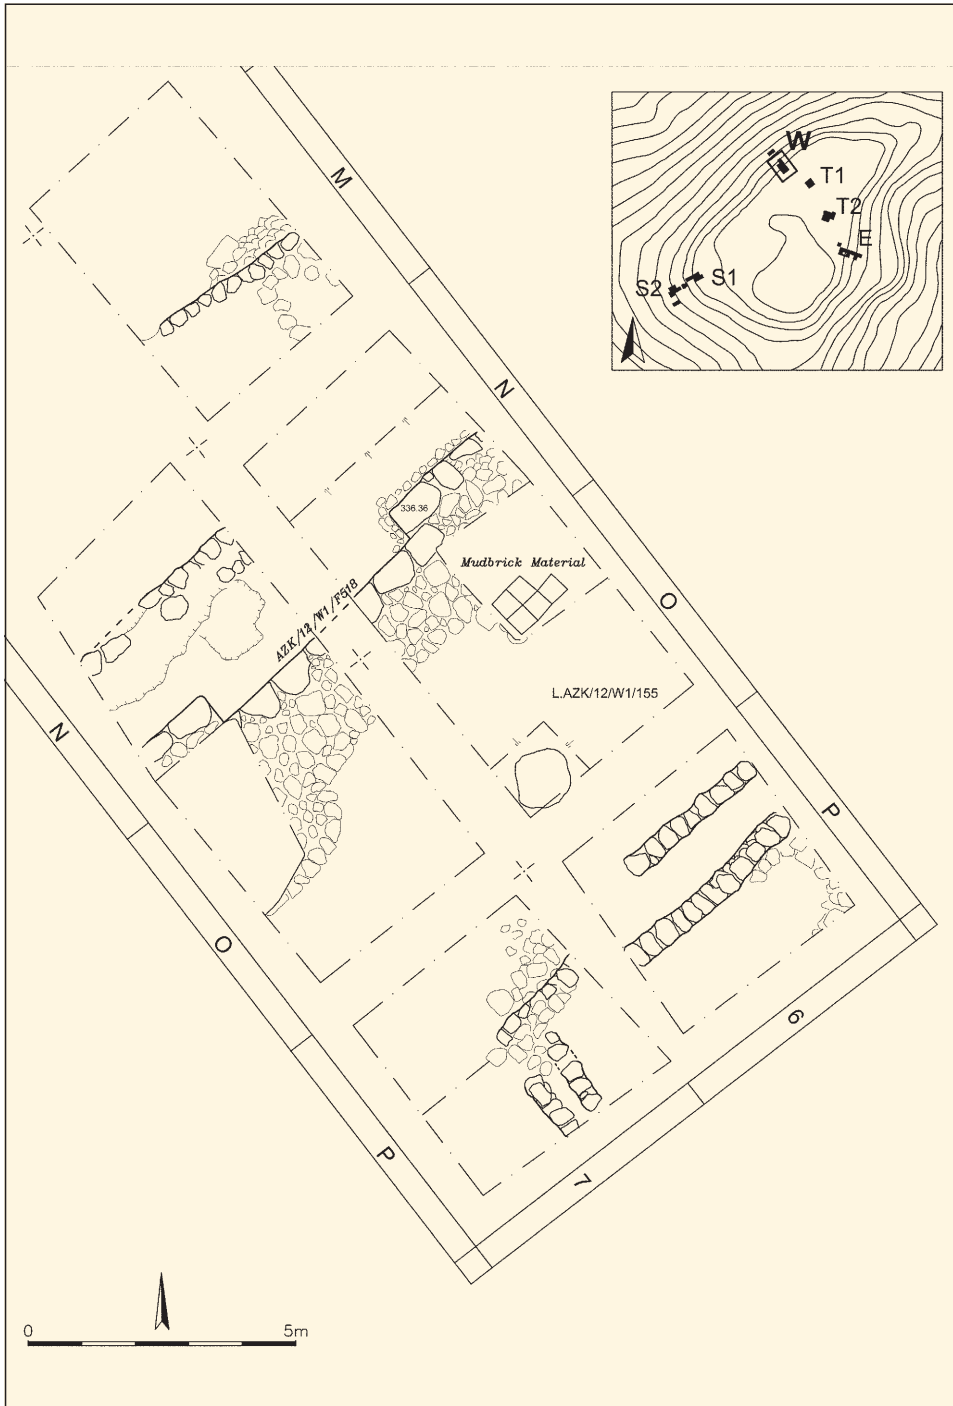 M
N
O
P
W
T1
T2
E
S1
S2
336.36
Mudbrick Material
AZK/12/W1/F518
L.AZK/12/W1/155
N
O
P
6
7
0 5m